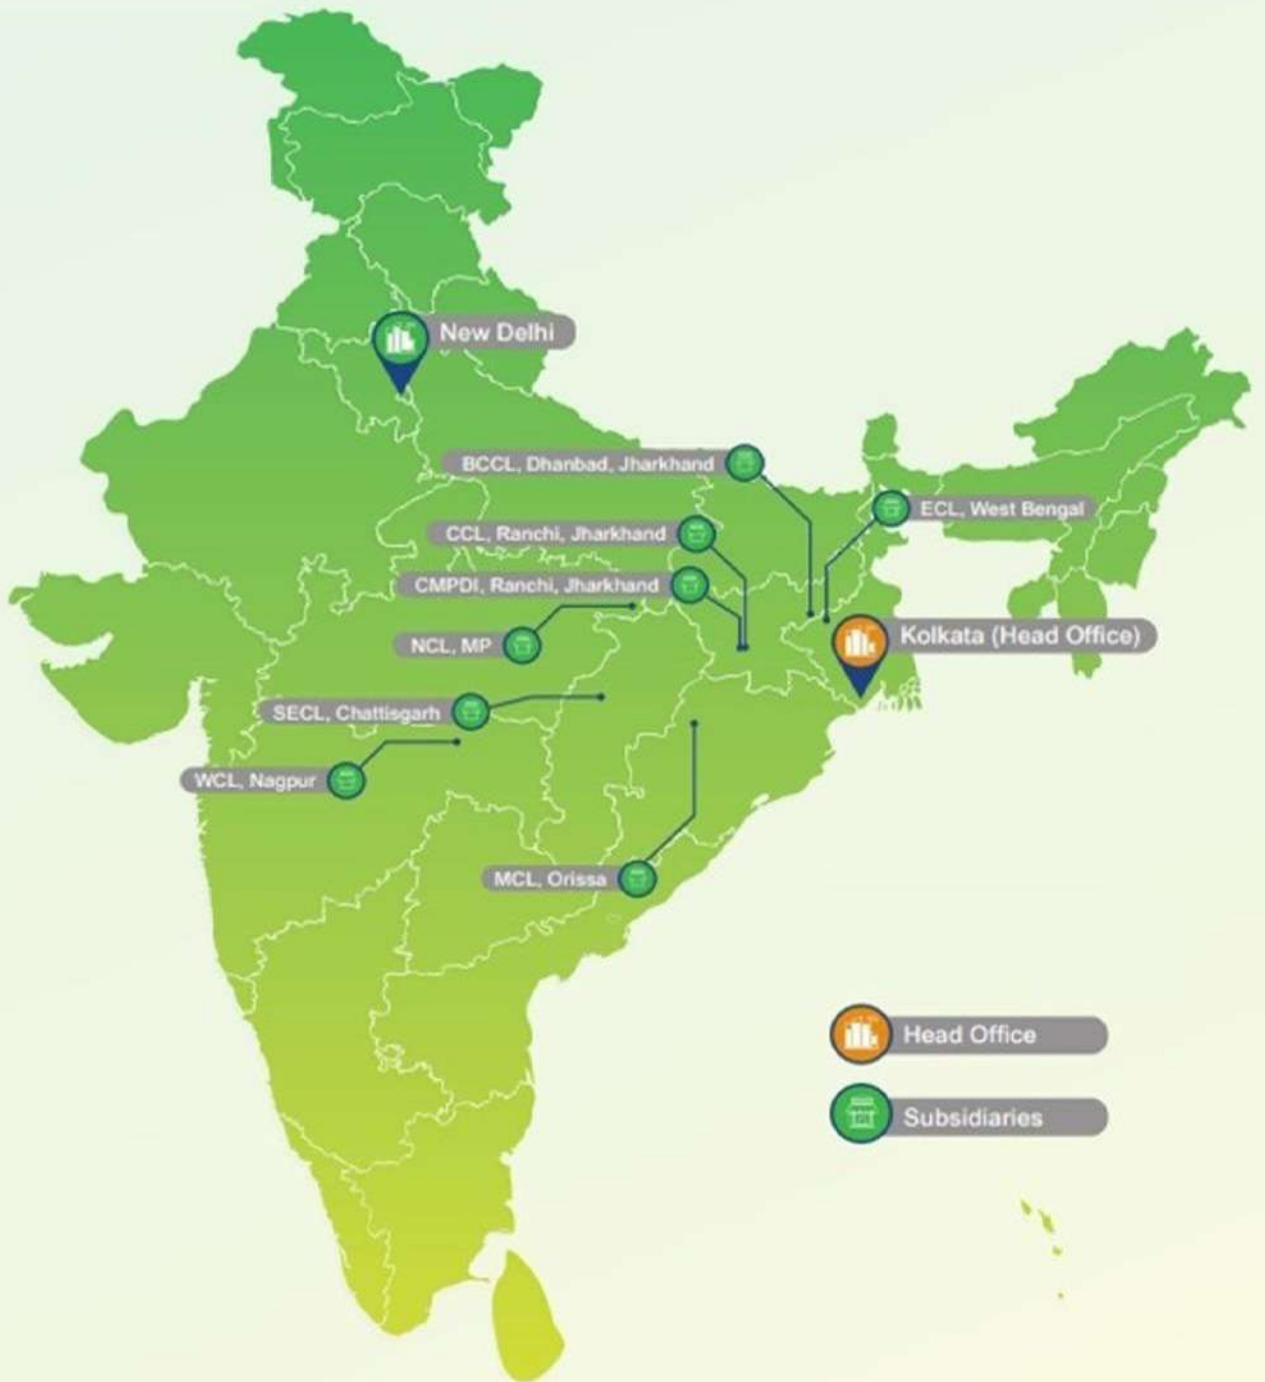 New Delhi
BCCL, Dhanbad, Jharkhand
ECL, West Bengal
CCL, Ranchi, Jharkhand
CMPDI, Ranchi, Jharkhand
Kolkata (Head Office)
NCL, MP
SECL, Chattisgarh
WCL, Nagpur
MCL, Orissa
Head Office
Subsidiaries